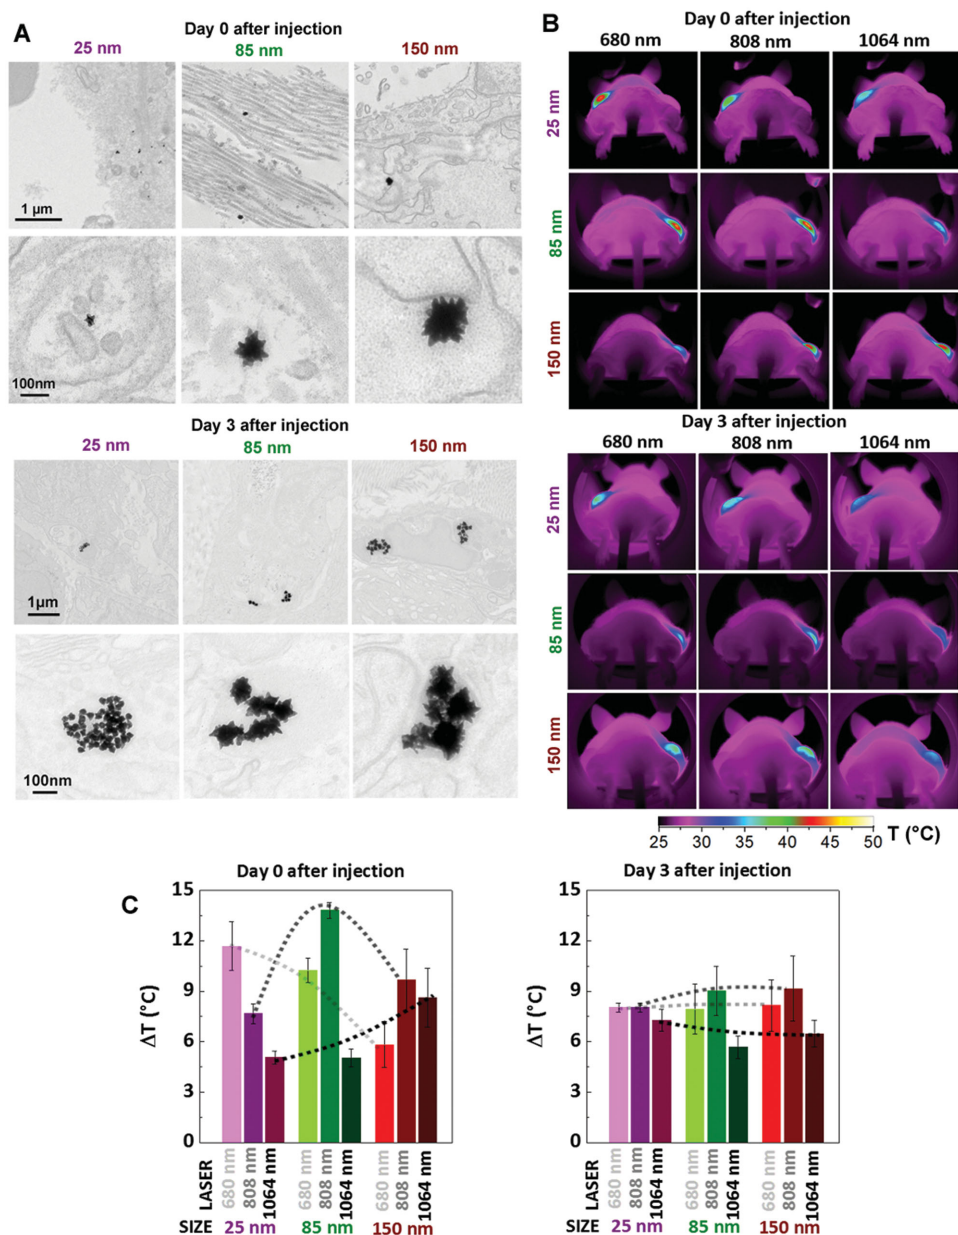 A
Day 0 after injection
25 nm 85 nm 150 nm
1 µm
100nm
Day 3 after injection
25 nm 85 nm 150 nm
1µm
100nm
B
Day 0 after injection
680 nm 808 nm 1064 nm
25 nm
85 nm
150 nm
Day 3 after injection
680 nm 808 nm 1064 nm
25 nm
85 nm
150 nm
25 30 35 40 45 50 T (°C)
C
Day 0 after injection
15
12
9
6
3
0
ΔT (°C)
LASER
680 nm
808 nm
1064 nm
680 nm
808 nm
1064 nm
680 nm
808 nm
1064 nm
SIZE 25 nm 85 nm 150 nm
Day 3 after injection
15
12
9
6
3
0
ΔT (°C)
LASER
680 nm
808 nm
1064 nm
680 nm
808 nm
1064 nm
680 nm
808 nm
1064 nm
SIZE 25 nm 85 nm 150 nm